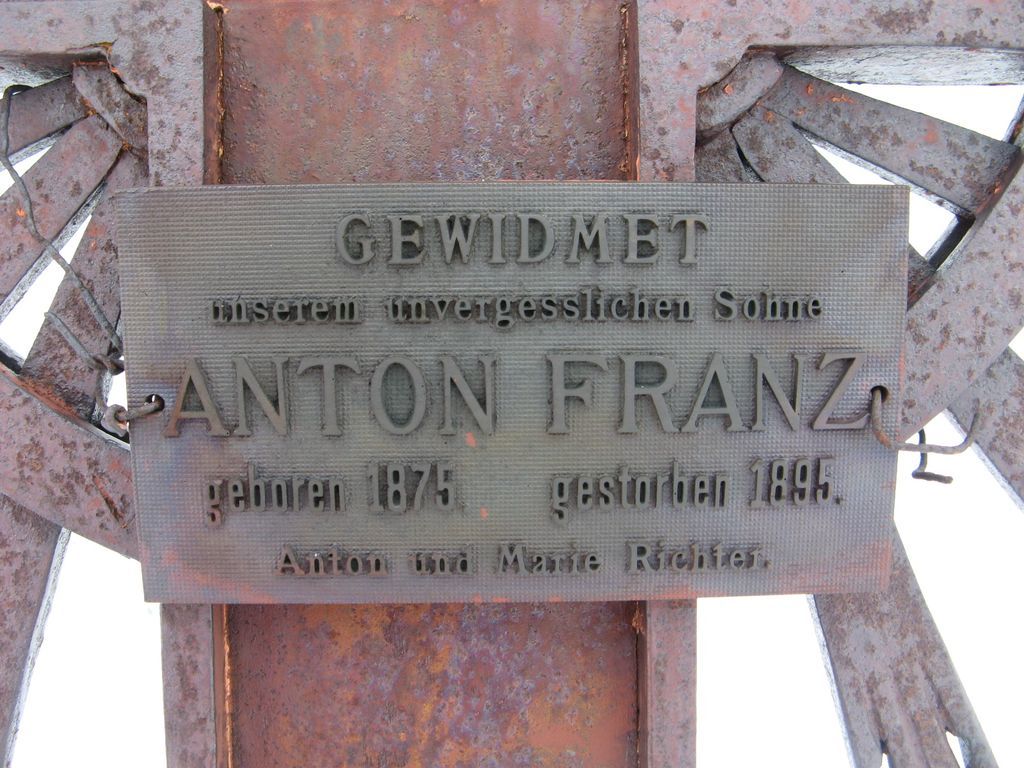 GEWIDMET
unserem unvergesslichen Sohne
ANTON FRANZ
geboren 1875. gestorben 1895.
Anton und Marie Richter.